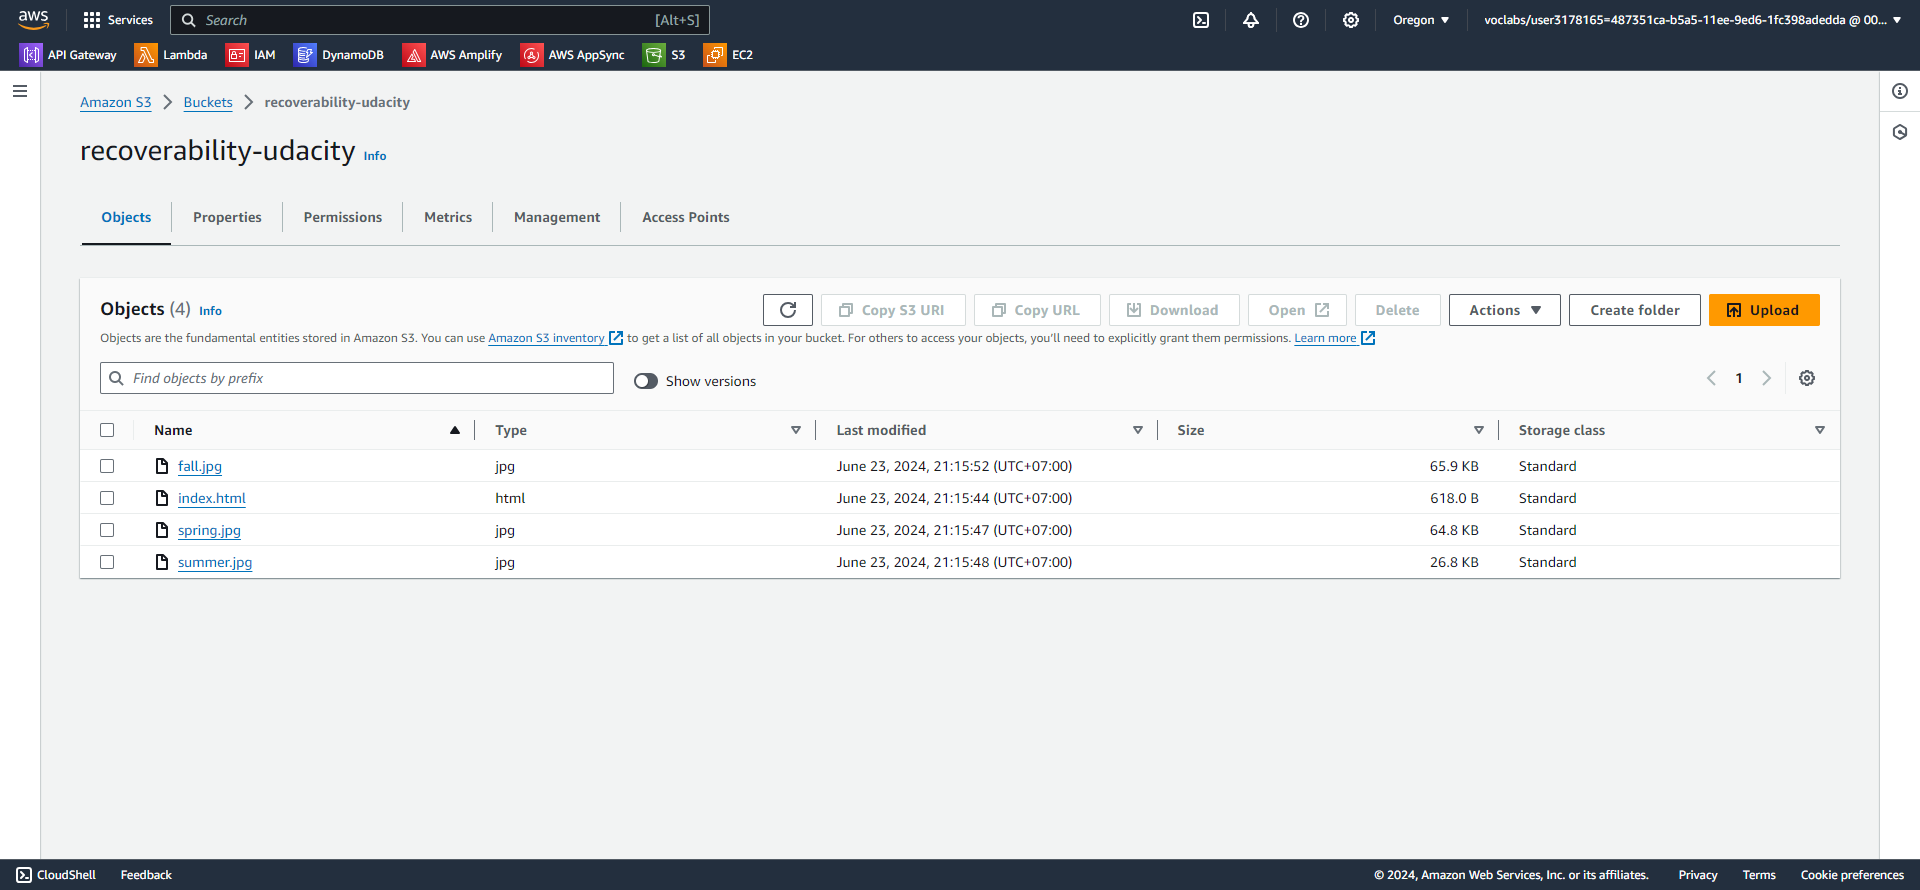 aws Services Search [Alt+S] Oregon voclabs/user3178165=487351ca-b5a5-11ee-9ed6-1fc398adedda @ 00...
API Gateway Lambda IAM DynamoDB AWS Amplify AWS AppSync S3 EC2
Amazon S3 Buckets recoverability-udacity
recoverability-udacity Info
Objects Properties Permissions Metrics Management Access Points
Objects (4) Info Copy S3 URI Copy URL Download Open Delete Actions Create folder Upload
Objects are the fundamental entities stored in Amazon S3. You can use Amazon S3 inventory to get a list of all objects in your bucket. For others to access your objects, you'll need to explicitly grant them permissions. Learn more
Find objects by prefix Show versions 1
Name Type Last modified Size Storage class
fall.jpg jpg June 23, 2024, 21:15:52 (UTC+07:00) 65.9 KB Standard
index.html html June 23, 2024, 21:15:44 (UTC+07:00) 618.0 B Standard
spring.jpg jpg June 23, 2024, 21:15:47 (UTC+07:00) 64.8 KB Standard
summer.jpg jpg June 23, 2024, 21:15:48 (UTC+07:00) 26.8 KB Standard
CloudShell Feedback © 2024, Amazon Web Services, Inc. or its affiliates. Privacy Terms Cookie preferences